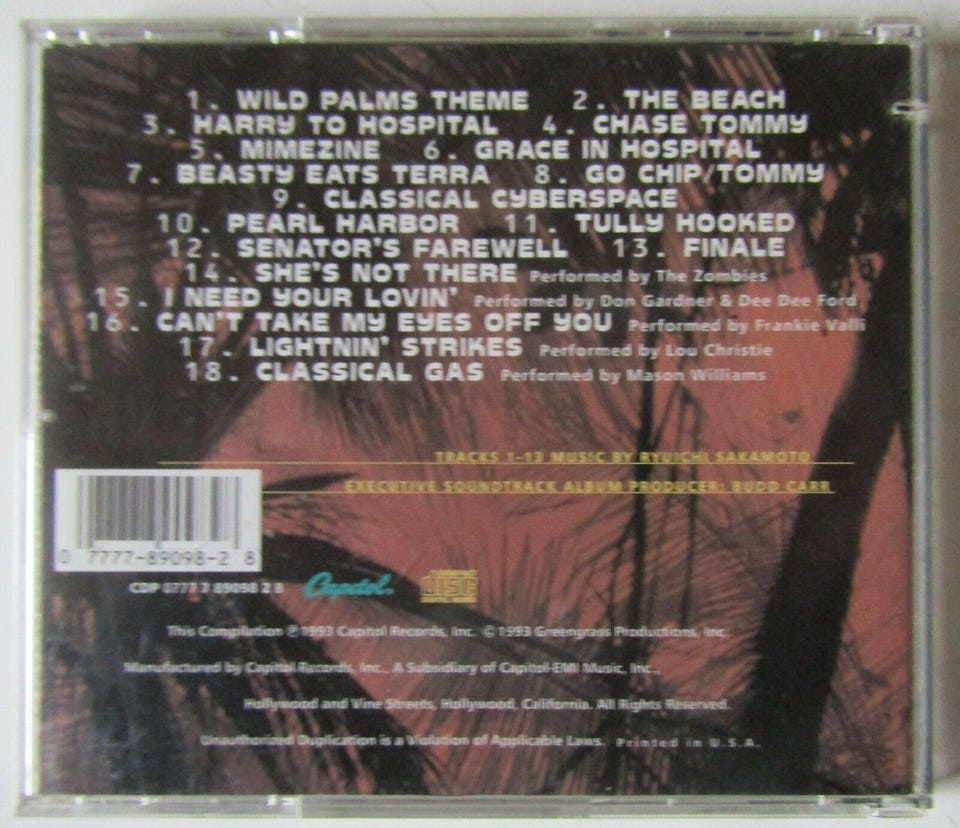 1. WILD PALMS THEME 2. THE BEACH
3. HARRY TO HOSPITAL 4. CHASE TOMMY
5. MIMEZINE 6. GRACE IN HOSPITAL
7. BEASTY EATS TERRA 8. GO CHIP/TOMMY
9. CLASSICAL CYBERSPACE
10. PEARL HARBOR 11. TULLY HOOKED
12. SENATOR'S FAREWELL 13. FINALE
14. SHE'S NOT THERE Performed by The Zombies
15. I NEED YOUR LOVIN' Performed by Don Gardner & Dee Dee Ford
16. CAN'T TAKE MY EYES OFF YOU Performed by Frankie Valli
17. LIGHTNIN' STRIKES Performed by Lou Christie
18. CLASSICAL GAS Performed by Mason Williams
TRACKS 1-13 MUSIC BY RYUICHI SAKAMOTO
EXECUTIVE SOUNDTRACK ALBUM PRODUCER: BUDD CARR
0 7777-89098-2 8
CDP 0777 7 89098 2 8 Capitol. COMPACT disc DIGITAL AUDIO
This Compilation ℗ 1993 Capitol Records, Inc. © 1993 Greengrass Productions, Inc.
Manufactured by Capitol Records, Inc., A Subsidiary of Capitol-EMI Music, Inc.,
Hollywood and Vine Streets, Hollywood, California. All Rights Reserved.
Unauthorized Duplication is a Violation of Applicable Laws. Printed in U.S.A.